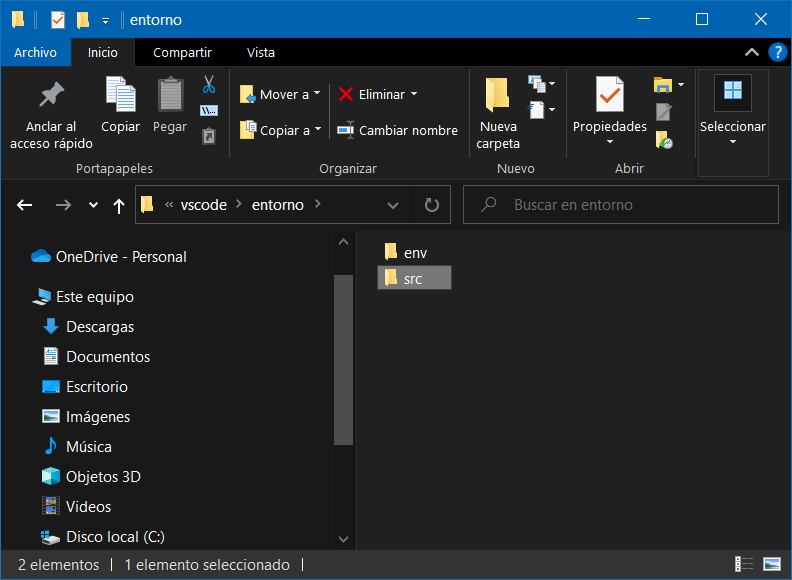 entorno
Archivo Inicio Compartir Vista
Anclar al
acceso rápido
Copiar
Pegar
Portapapeles
Mover a
Copiar a
Eliminar
Cambiar nombre
Organizar
Nueva
carpeta
Nuevo
Propiedades
Abrir
Seleccionar
« vscode > entorno >
Buscar en entorno
OneDrive - Personal
Este equipo
Descargas
Documentos
Escritorio
Imágenes
Música
Objetos 3D
Videos
Disco local (C:)
env
src
2 elementos
1 elemento seleccionado